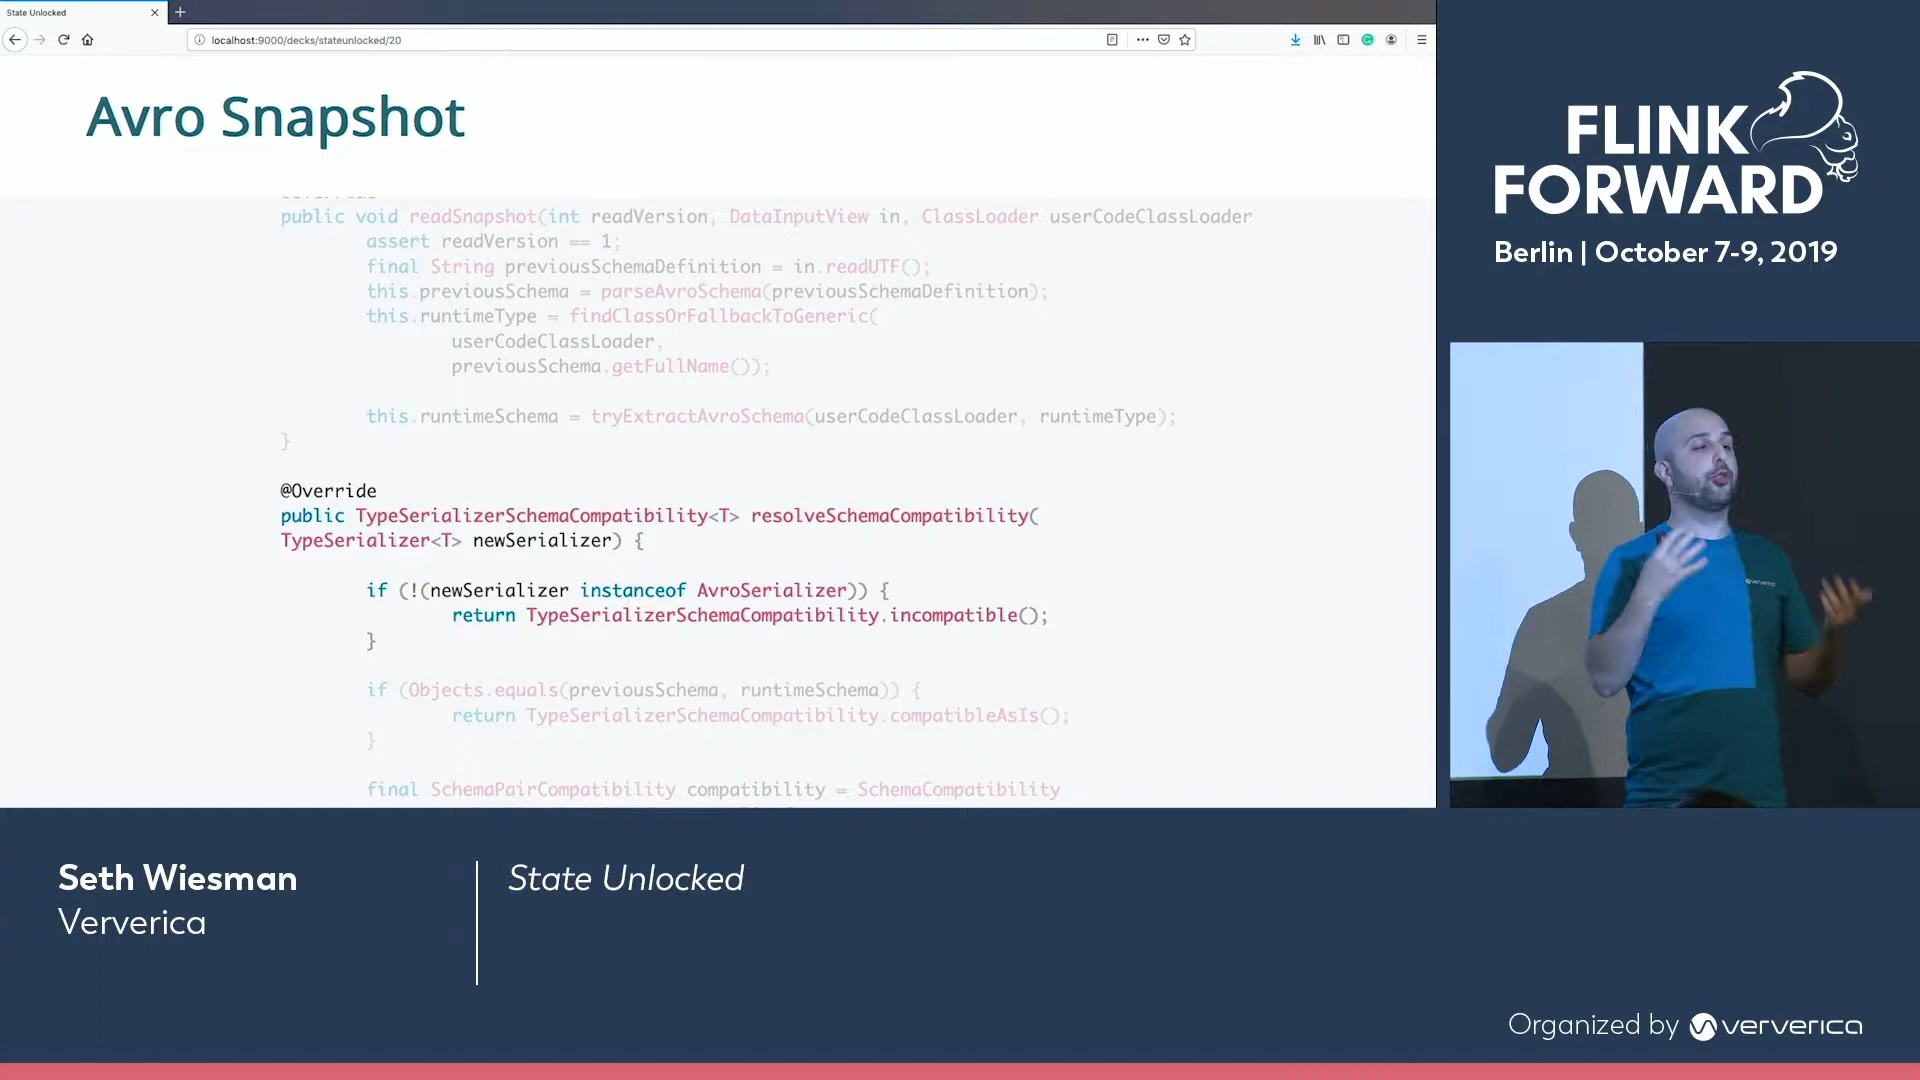 State Unlocked
localhost:9000/decks/stateunlocked/20
Avro Snapshot
public void readSnapshot(int readVersion, DataInputView in, ClassLoader userCodeClassLoader
assert readVersion == 1;
final String previousSchemaDefinition = in.readUTF();
this.previousSchema = parseAvroSchema(previousSchemaDefinition);
this.runtimeType = findClassOrFallbackToGeneric(
userCodeClassLoader,
previousSchema.getFullName());
this.runtimeSchema = tryExtractAvroSchema(userCodeClassLoader, runtimeType);
}
@Override
public TypeSerializerSchemaCompatibility<T> resolveSchemaCompatibility(
TypeSerializer<T> newSerializer) {
if (!(newSerializer instanceof AvroSerializer)) {
return TypeSerializerSchemaCompatibility.incompatible();
}
if (Objects.equals(previousSchema, runtimeSchema)) {
return TypeSerializerSchemaCompatibility.compatibleAsIs();
}
final SchemaPairCompatibility compatibility = SchemaCompatibility
FLINK
FORWARD
Berlin | October 7-9, 2019
ververica
Seth Wiesman
Ververica
State Unlocked
Organized by ververica